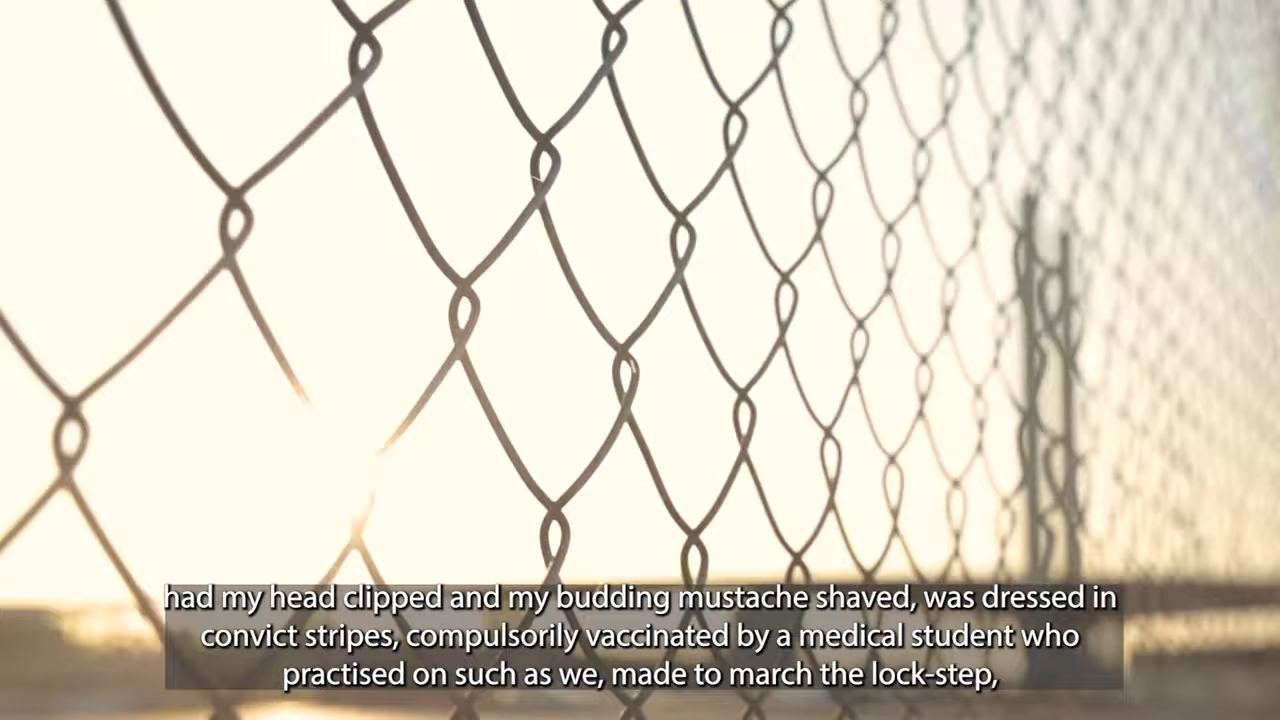 had my head clipped and my budding mustache shaved, was dressed in
convict stripes, compulsorily vaccinated by a medical student who
practised on such as we, made to march the lock-step,